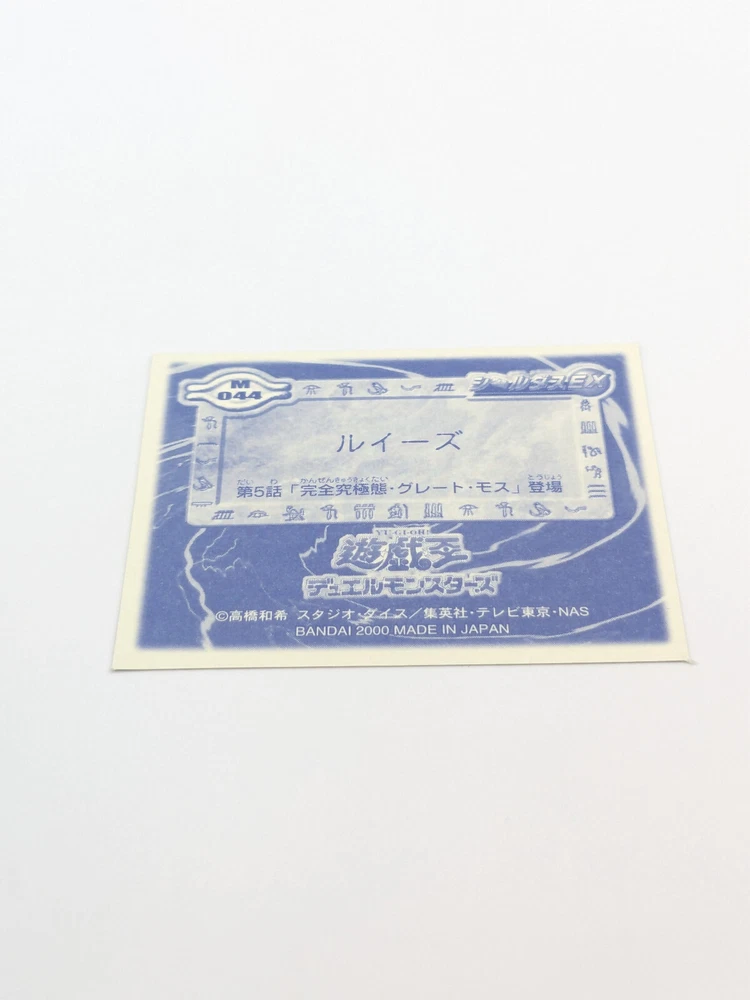 M
044
シールダスEX
ルイーズ
だい わ かんぜんきゅうきょくたい とうじょう
第5話「完全究極態・グレート・モス」登場
YU-GI-OH!
遊戯王
デュエルモンスターズ
©高橋和希 スタジオ・ダイス/集英社・テレビ東京・NAS
BANDAI 2000 MADE IN JAPAN